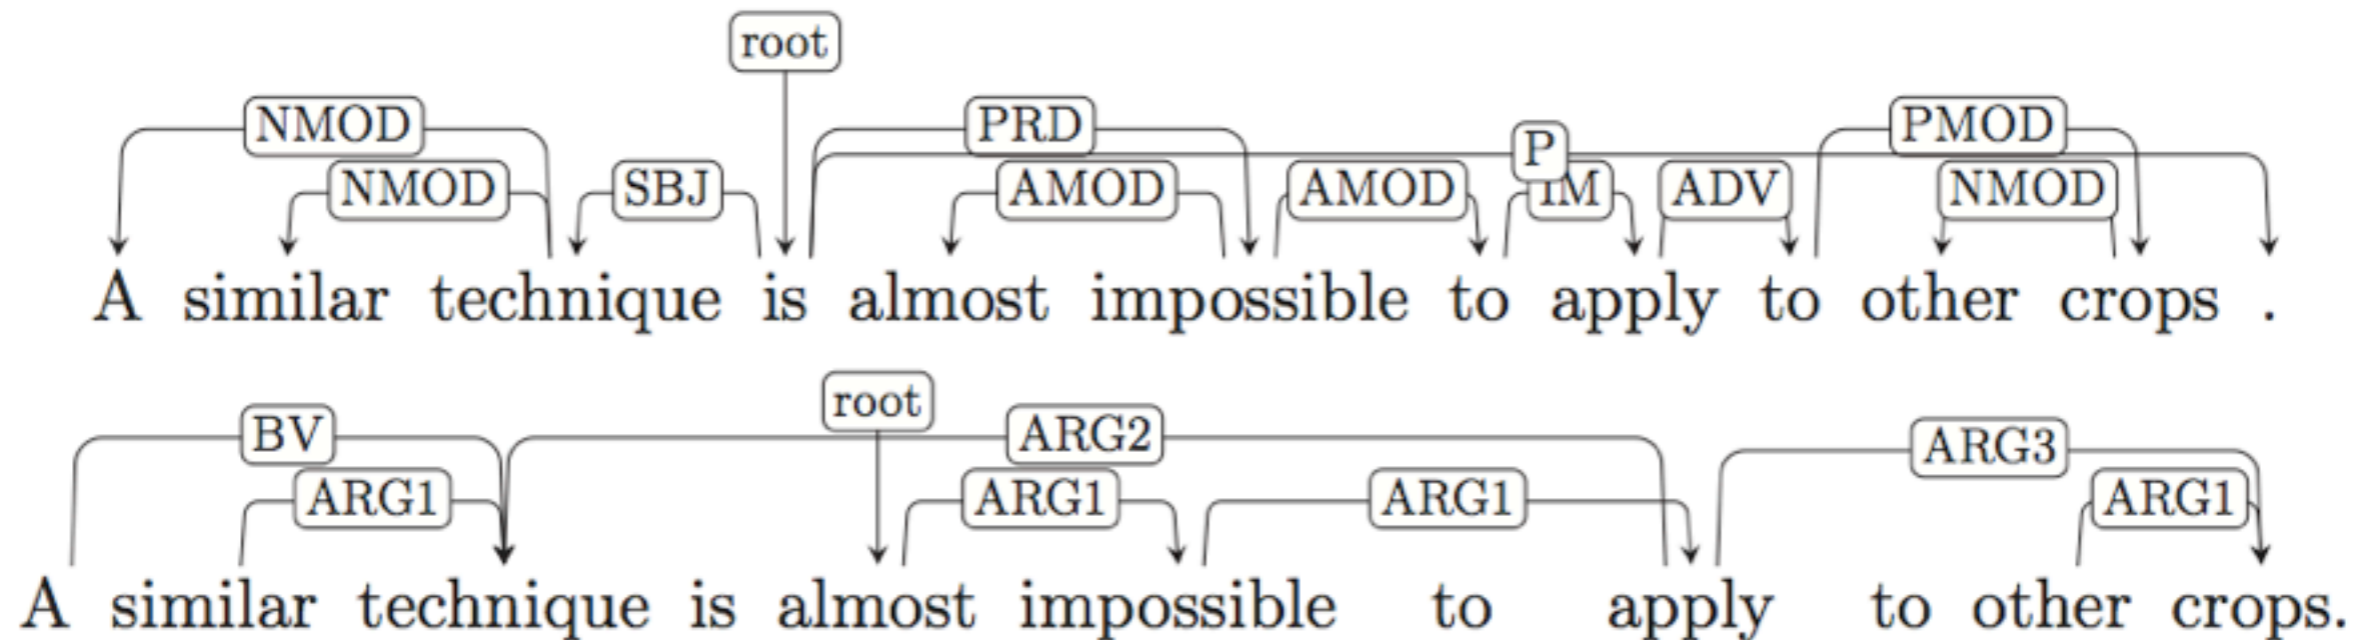 root
NMOD PRD P PMOD
NMOD SBJ AMOD AMOD IM ADV NMOD
A similar technique is almost impossible to apply to other crops .
root
BV ARG2 ARG3
ARG1 ARG1 ARG1 ARG1
A similar technique is almost impossible to apply to other crops.